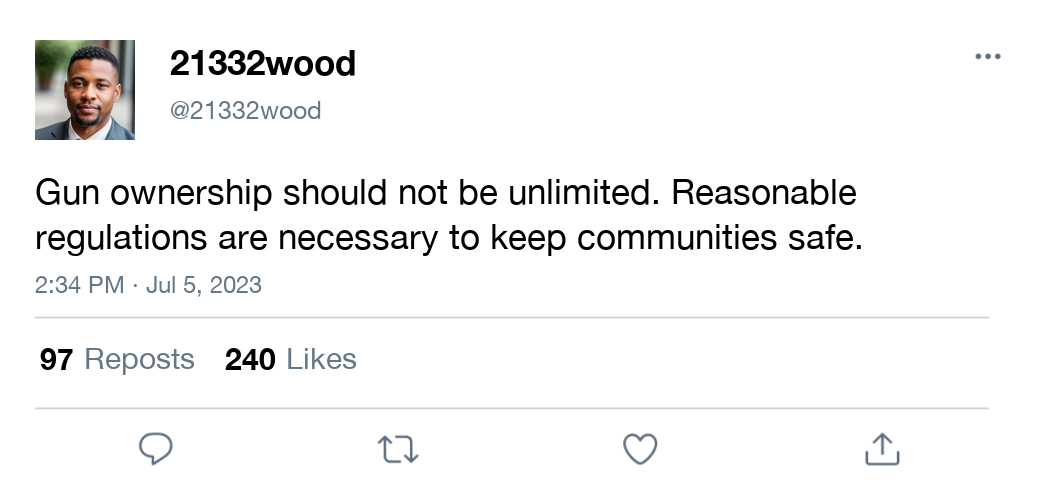 21332wood
@21332wood
Gun ownership should not be unlimited. Reasonable
regulations are necessary to keep communities safe.
2:34 PM · Jul 5, 2023
97 Reposts 240 Likes